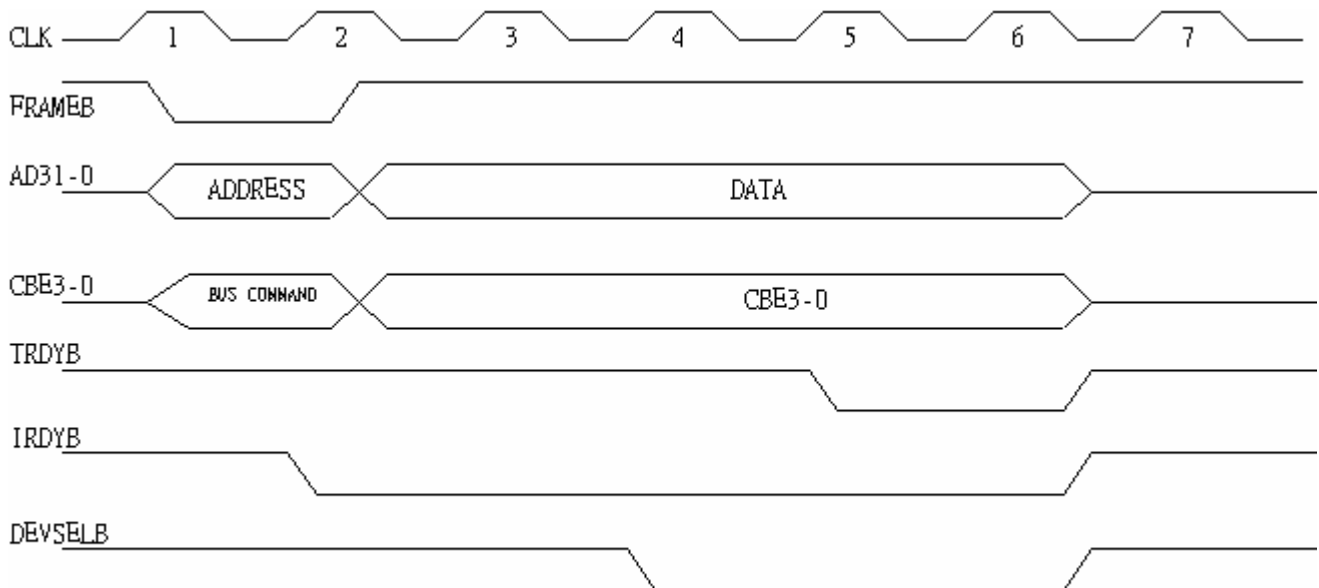 CLK 1 2 3 4 5 6 7
FRAMEB
AD31-0 ADDRESS DATA
CBE3-0 BUS COMMAND CBE3-0
TRDYB
IRDYB
DEVSELB